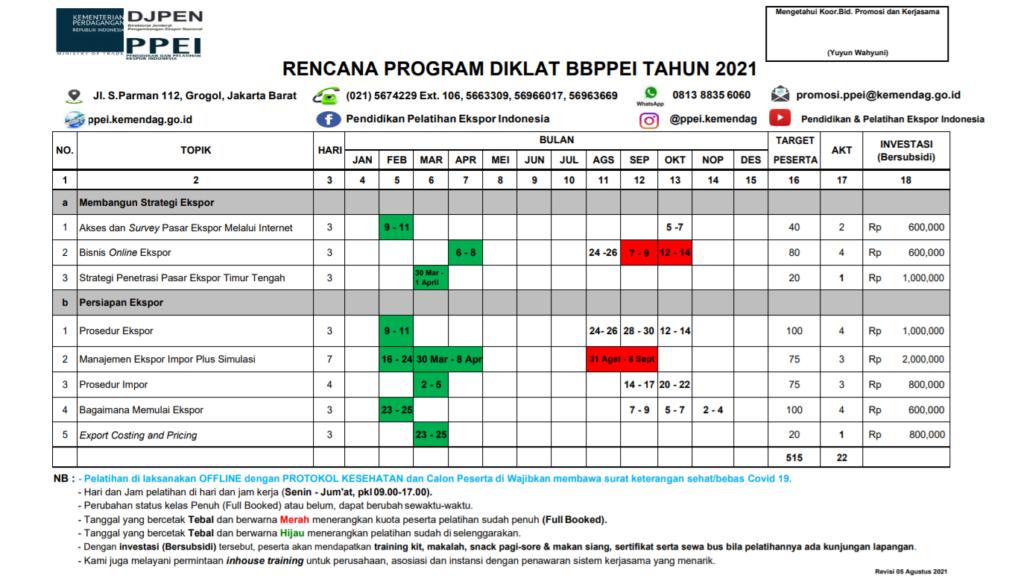 KEMENTERIAN PERDAGANGAN REPUBLIK INDONESIA
MINISTRY OF TRADE
DJPEN
Direktorat Jenderal Pengembangan Ekspor Nasional
PPEI
PENDIDIKAN DAN PELATIHAN EKSPOR INDONESIA
Mengetahui Koor.Bid. Promosi dan Kerjasama
(Yuyun Wahyuni)
RENCANA PROGRAM DIKLAT BBPPEI TAHUN 2021
Jl. S.Parman 112, Grogol, Jakarta Barat (021) 5674229 Ext. 106, 5663309, 56966017, 56963669 WhatsApp 0813 8835 6060 promosi.ppei@kemendag.go.id
ppei.kemendag.go.id Pendidikan Pelatihan Ekspor Indonesia @ppei.kemendag Pendidikan & Pelatihan Ekspor Indonesia
NO. TOPIK HARI BULAN TARGET PESERTA AKT INVESTASI (Bersubsidi)
JAN FEB MAR APR MEI JUN JUL AGS SEP OKT NOP DES
1 2 3 4 5 6 7 8 9 10 11 12 13 14 15 16 17 18
a Membangun Strategi Ekspor
1 Akses dan Survey Pasar Ekspor Melalui Internet 3 9 - 11 5 -7 40 2 Rp 600,000
2 Bisnis Online Ekspor 3 6 - 8 24 -26 7 - 9 12 - 14 80 4 Rp 600,000
3 Strategi Penetrasi Pasar Ekspor Timur Tengah 3 30 Mar - 1 April 20 1 Rp 1,000,000
b Persiapan Ekspor
1 Prosedur Ekspor 3 9 - 11 24- 26 28 - 30 12 - 14 100 4 Rp 1,000,000
2 Manajemen Ekspor Impor Plus Simulasi 7 16 - 24 30 Mar - 8 Apr 31 Agst - 8 Sept 75 3 Rp 2,000,000
3 Prosedur Impor 4 2 - 5 14 - 17 20 - 22 75 3 Rp 800,000
4 Bagaimana Memulai Ekspor 3 23 - 25 7 - 9 5 - 7 2 - 4 100 4 Rp 600,000
5 Export Costing and Pricing 3 23 - 25 20 1 Rp 800,000
515 22
NB : - Pelatihan di laksanakan OFFLINE dengan PROTOKOL KESEHATAN dan Calon Peserta di Wajibkan membawa surat keterangan sehat/bebas Covid 19.
- Hari dan Jam pelatihan di hari dan jam kerja (Senin - Jum'at, pkl 09.00-17.00).
- Perubahan status kelas Penuh (Full Booked) atau belum, dapat berubah sewaktu-waktu.
- Tanggal yang bercetak Tebal dan berwarna Merah menerangkan kuota peserta pelatihan sudah penuh (Full Booked).
- Tanggal yang bercetak Tebal dan berwarna Hijau menerangkan pelatihan sudah di selenggarakan.
- Dengan investasi (Bersubsidi) tersebut, peserta akan mendapatkan training kit, makalah, snack pagi-sore & makan siang, sertifikat serta sewa bus bila pelatihannya ada kunjungan lapangan.
- Kami juga melayani permintaan inhouse training untuk perusahaan, asosiasi dan instansi dengan penawaran sistem kerjasama yang menarik.
Revisi 05 Agustus 2021